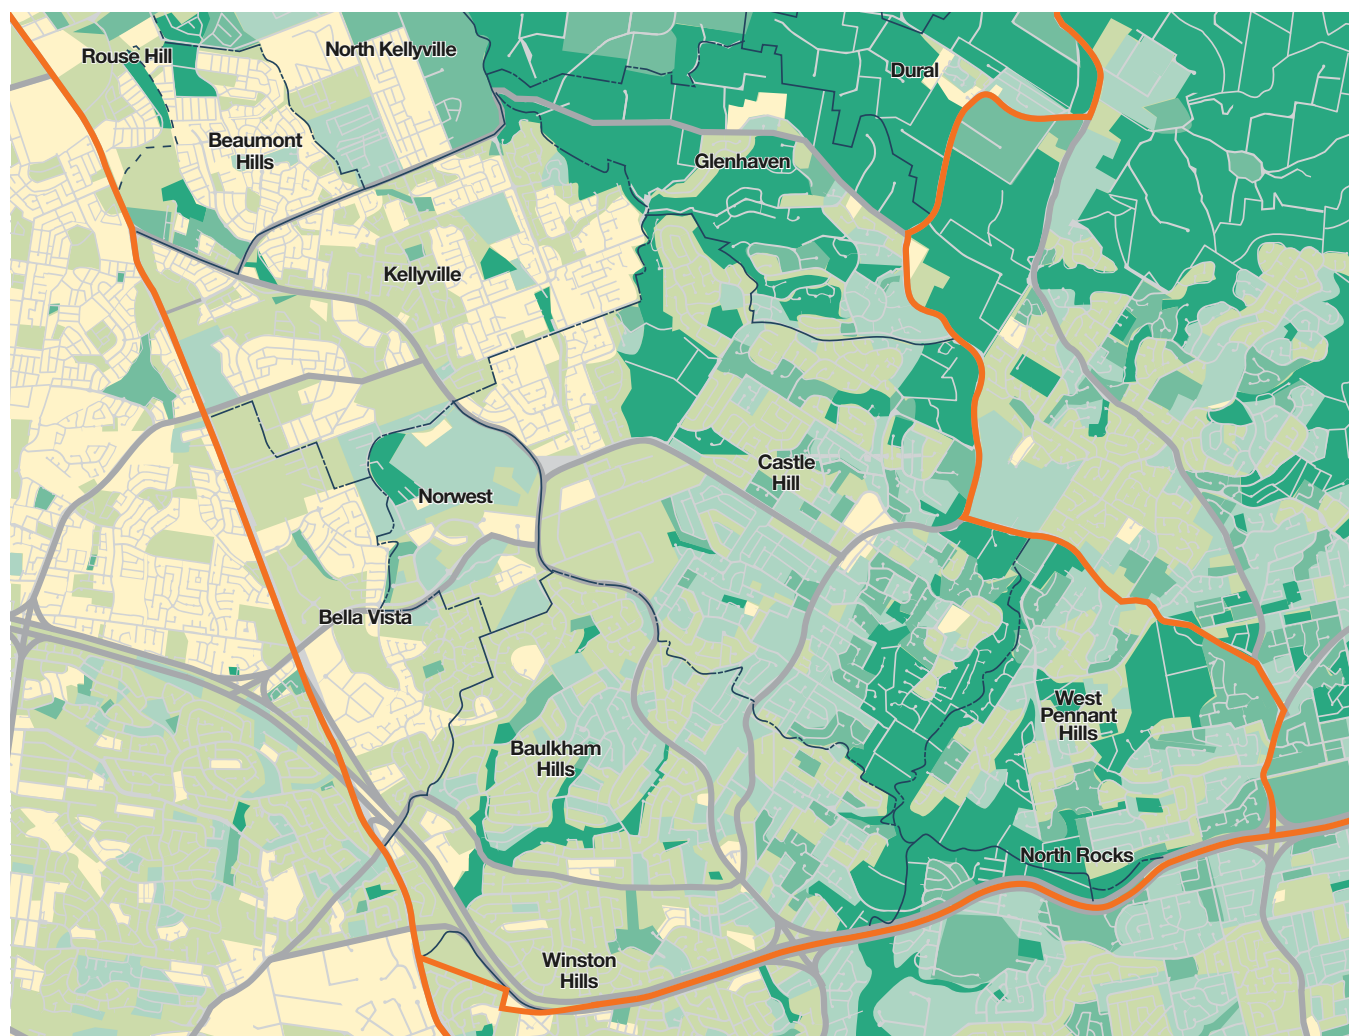 North Kellyville
Rouse Hill
Dural
Beaumont
Hills
Glenhaven
Kellyville
Castle
Hill
Norwest
Bella Vista
West
Pennant
Hills
Baulkham
Hills
North Rocks
Winston
Hills